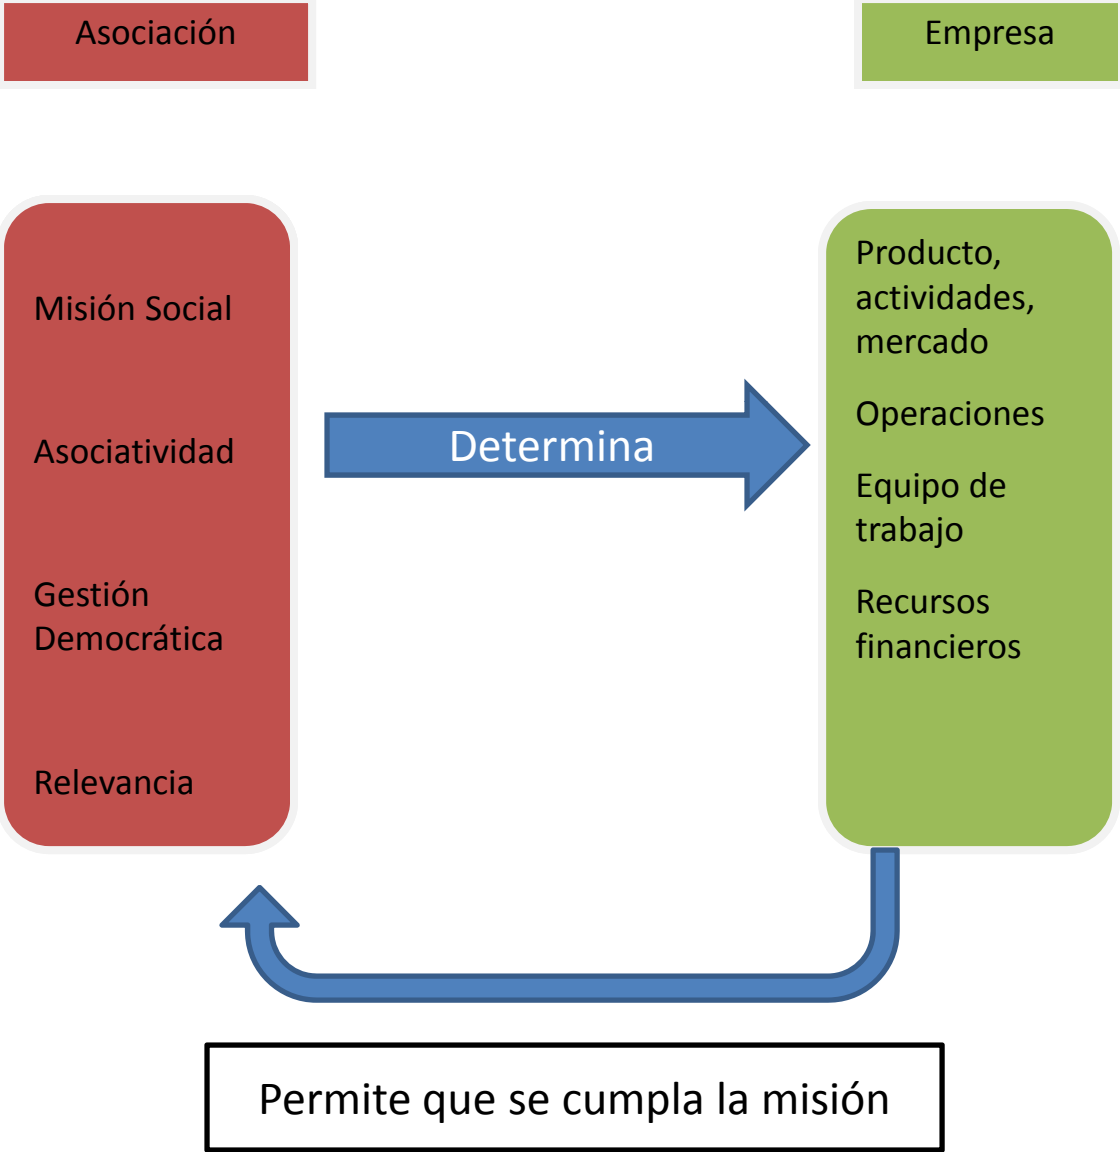 Asociación
Empresa
Misión Social
Asociatividad
Gestión
Democrática
Relevancia
Determina
Producto,
actividades,
mercado
Operaciones
Equipo de
trabajo
Recursos
financieros
Permite que se cumpla la misión